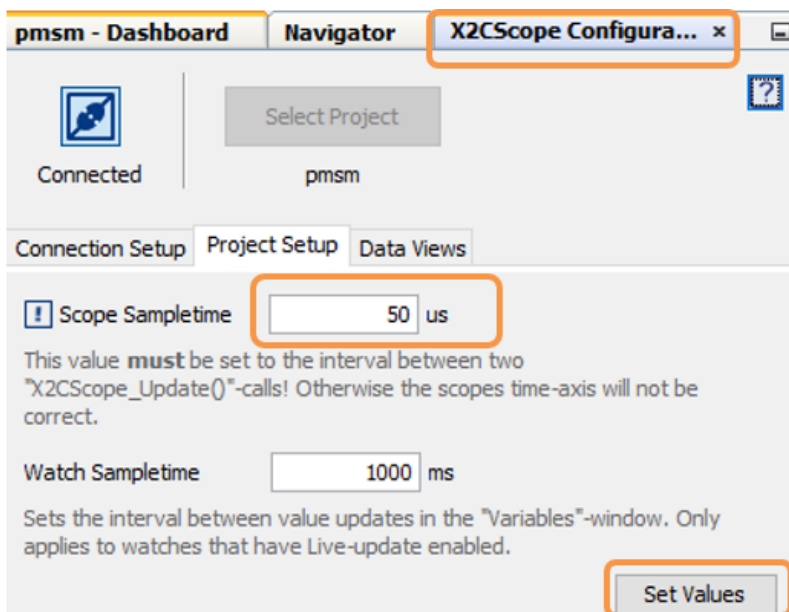 pmsm - Dashboard Navigator X2CScope Configura... ×
Select Project ?
Connected pmsm
Connection Setup Project Setup Data Views
! Scope Sampletime 50 us
This value must be set to the interval between two
"X2CScope_Update()"-calls! Otherwise the scopes time-axis will not be
correct.
Watch Sampletime 1000 ms
Sets the interval between value updates in the "Variables"-window. Only
applies to watches that have Live-update enabled.
Set Values